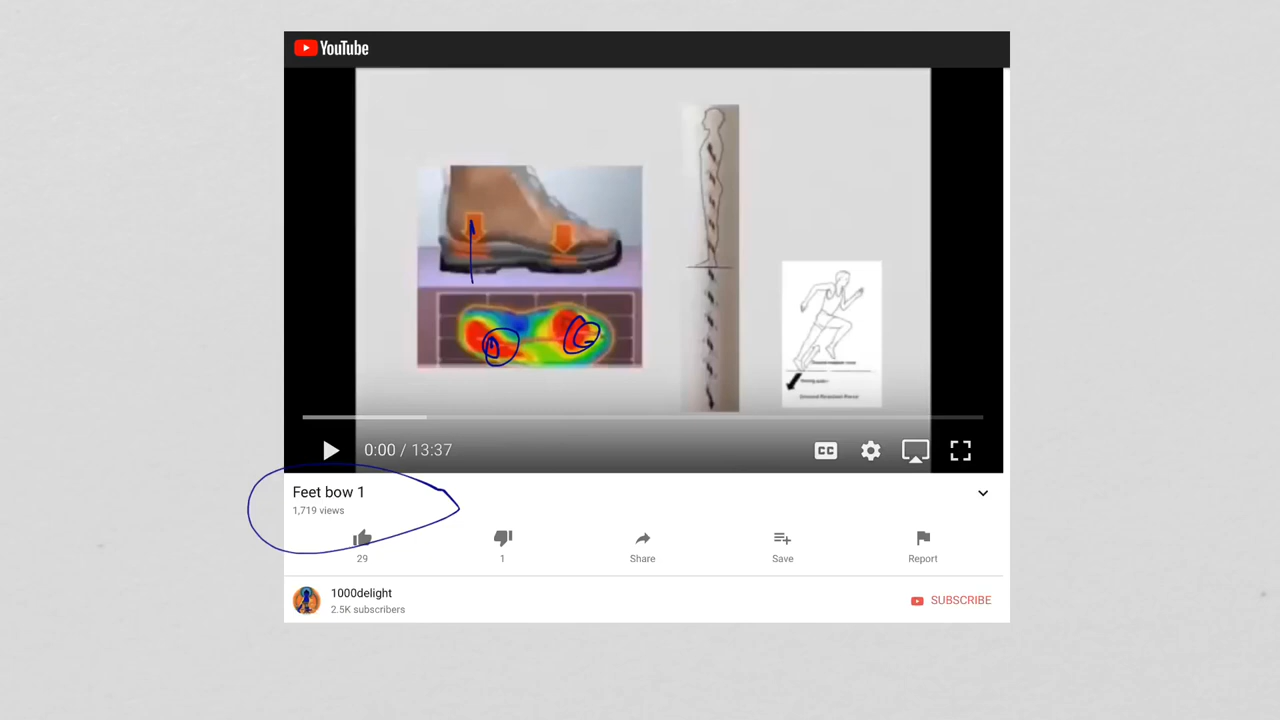 YouTube
0:00 / 13:37
CC
Feet bow 1
1,719 views
29
1
Share
Save
Report
1000delight
2.5K subscribers
SUBSCRIBE